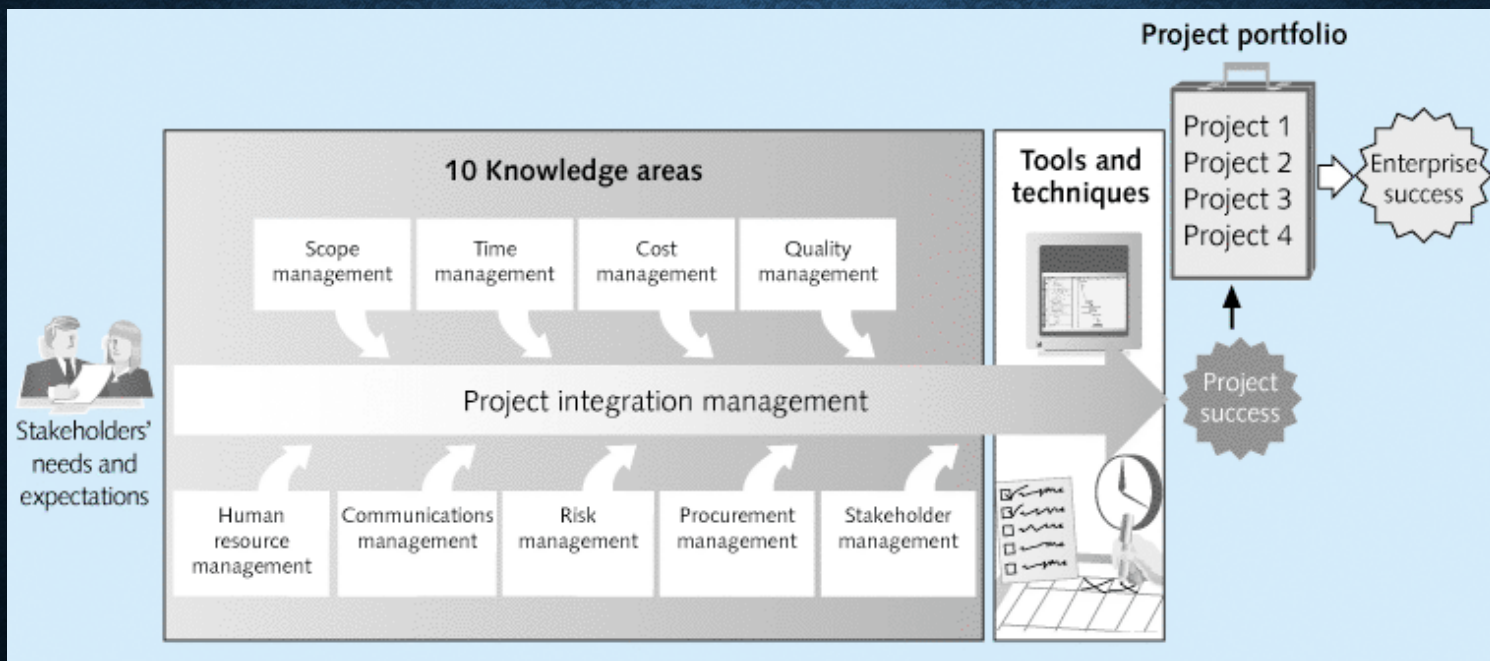 Project portfolio
Project 1
Project 2
Project 3
Project 4
Enterprise
success
10 Knowledge areas
Tools and
techniques
Scope
management
Time
management
Cost
management
Quality
management
Project integration management
Project
success
Stakeholders'
needs and
expectations
Human
resource
management
Communications
management
Risk
management
Procurement
management
Stakeholder
management